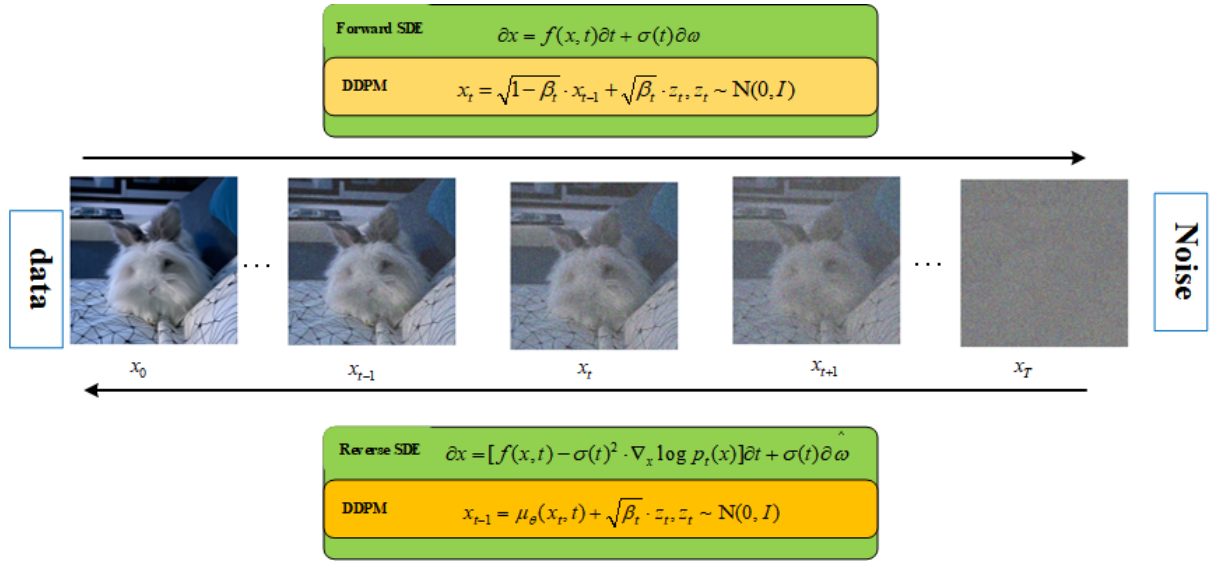 Forward SDE ∂x = f(x,t)∂t + σ(t)∂ω
DDPM x_t = √(1−β_t) · x_{t−1} + √β_t · z_t, z_t ~ N(0, I)
data
...
...
Noise
x_0 x_{t−1} x_t x_{t+1} x_T
Reverse SDE ∂x = [f(x,t) − σ(t)² · ∇_x log p_t(x)]∂t + σ(t)∂ω̂
DDPM x_{t−1} = μ_θ(x_t, t) + √β_t · z_t, z_t ~ N(0, I)